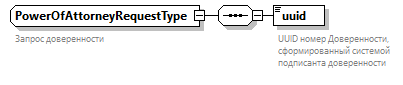 PowerOfAttorneyRequestType
uuid
Запрос доверенности
UUID номер Доверенности,
сформированный системой
подписанта доверенности